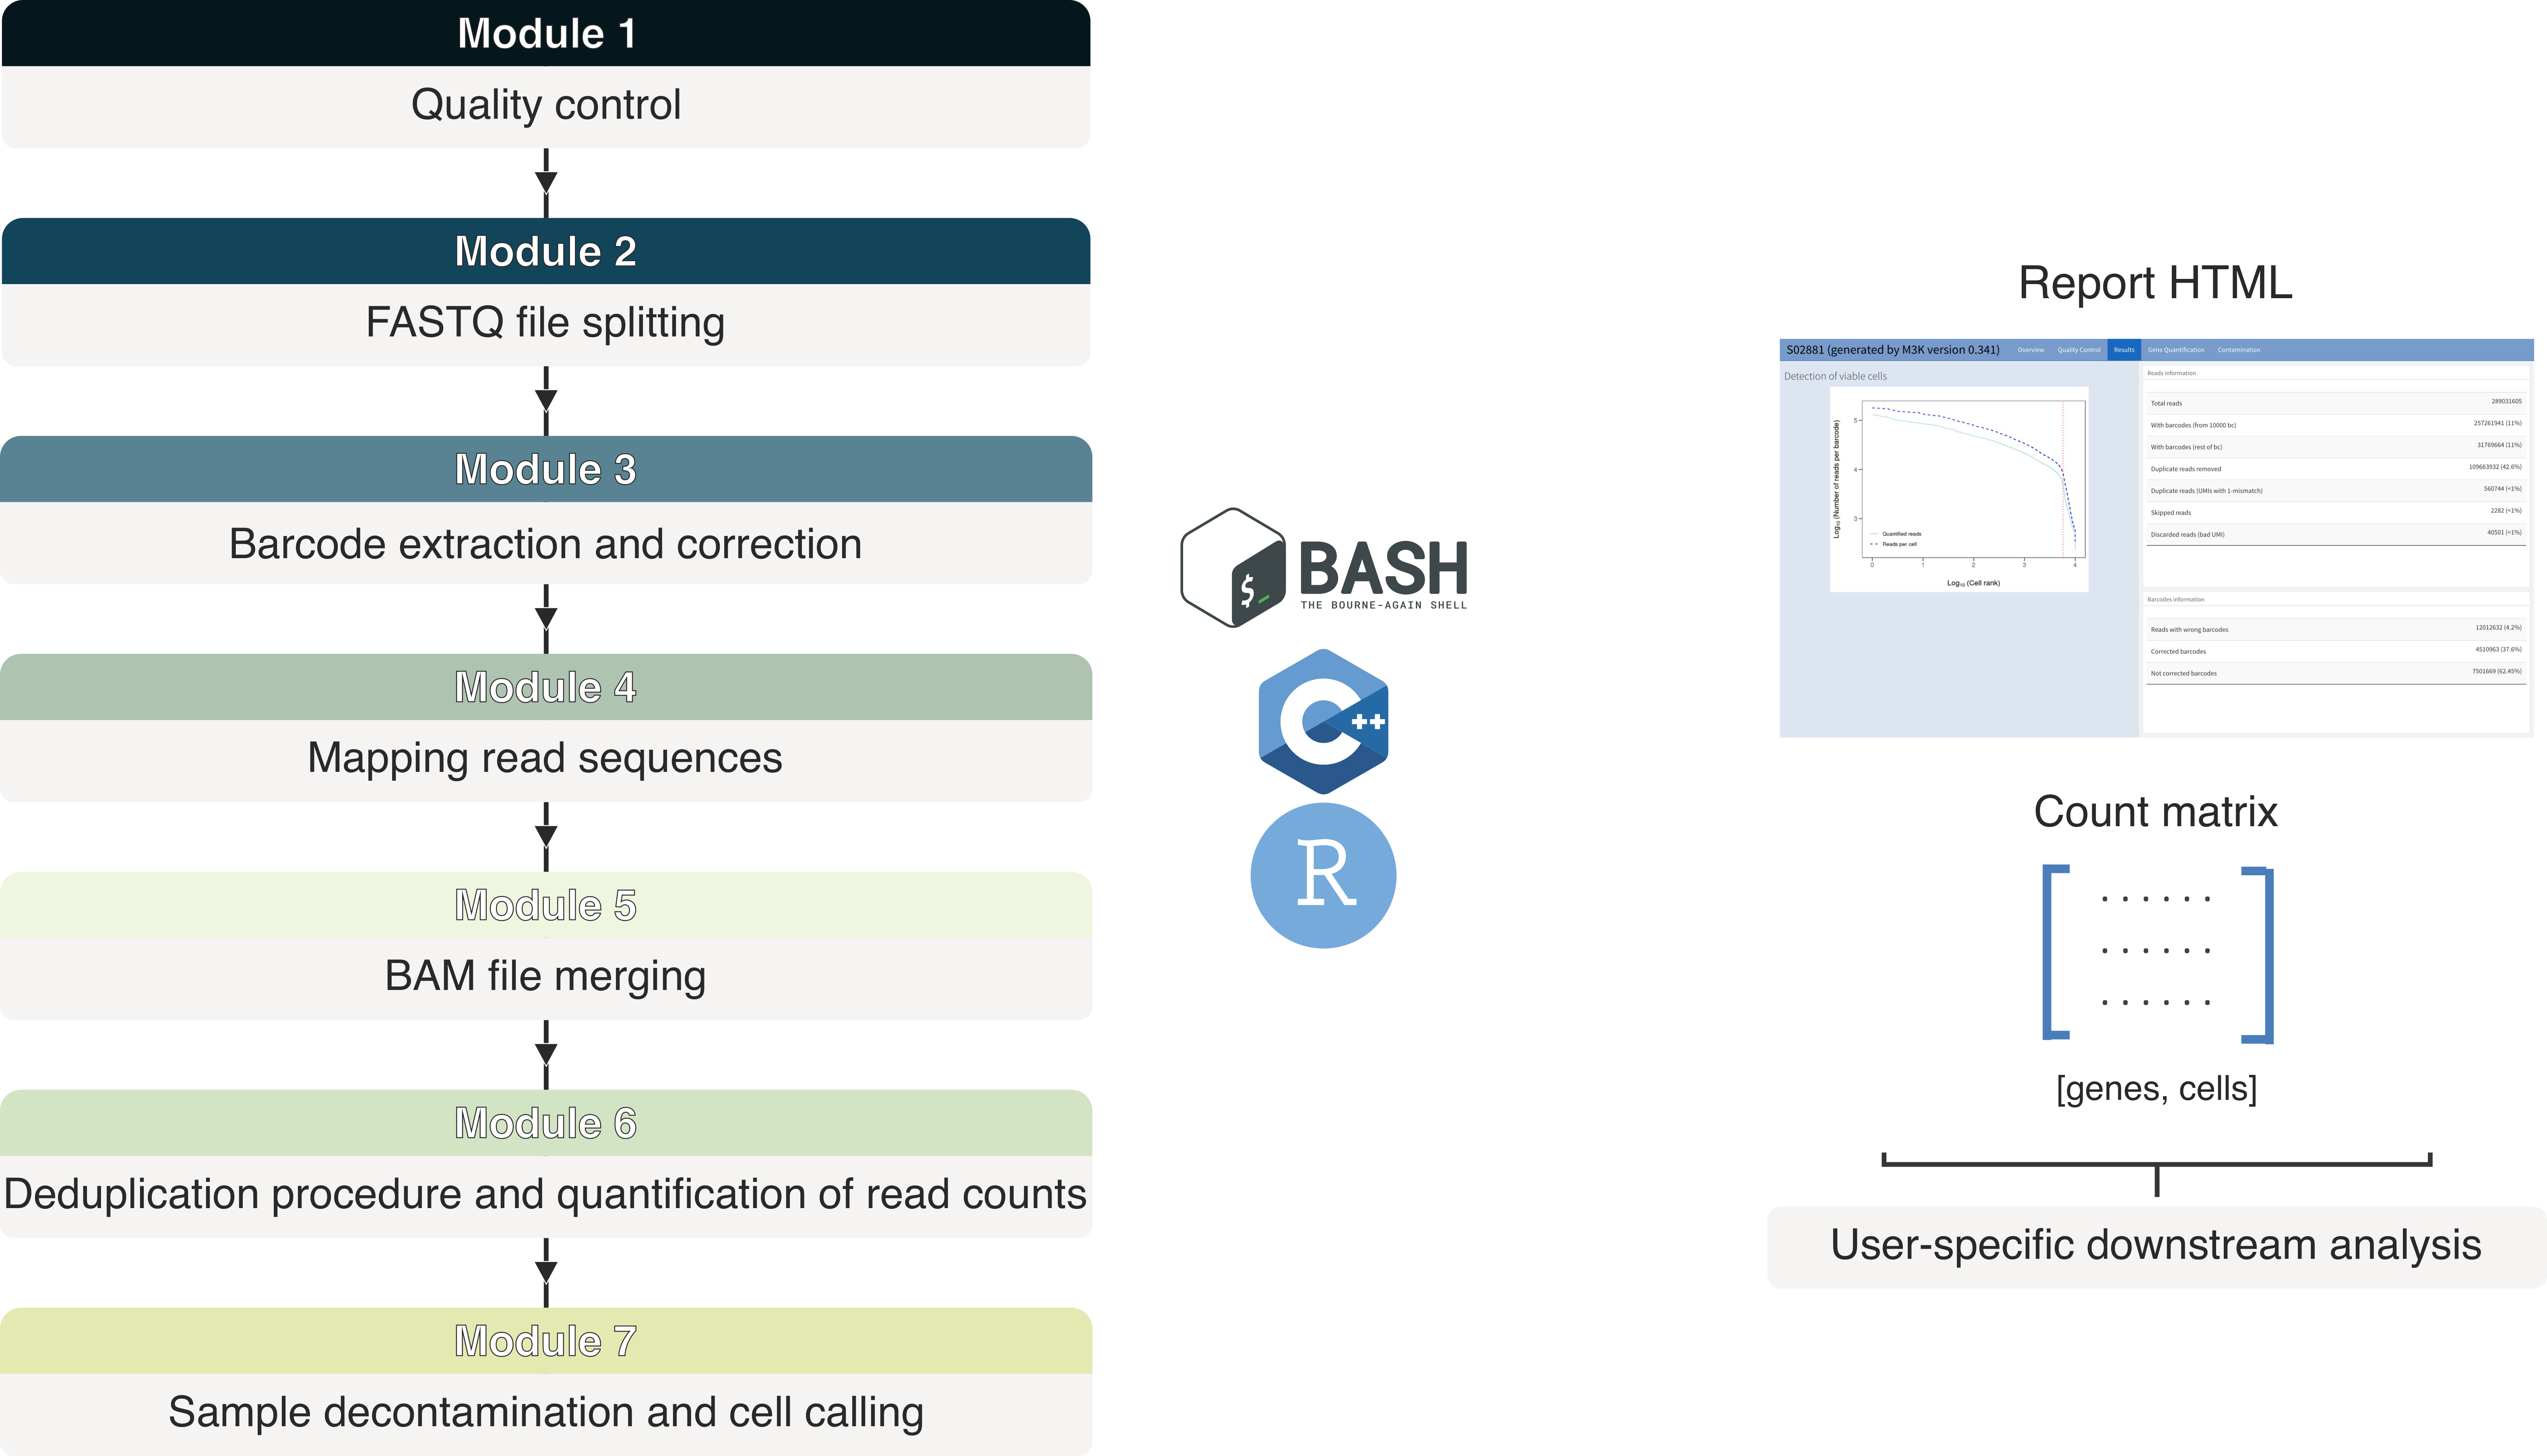 Module 1
Quality control
Module 2
FASTQ file splitting
Module 3
Barcode extraction and correction
Module 4
Mapping read sequences
Module 5
BAM file merging
Module 6
Deduplication procedure and quantification of read counts
Module 7
Sample decontamination and cell calling
$_
BASH
THE BOURNE-AGAIN SHELL
C++
R
Report HTML
S02881 (generated by M3K version 0.341) Overview Quality Control Results Gene Quantification Contamination
Detection of viable cells
Log10 (Number of reads per barcode)
5
4
3
Quantified reads
Reads per cell
0 1 2 3 4
Log10 (Cell rank)
Reads information
Total reads 289031605
With barcodes (from 10000 bc) 257261941 (11%)
With barcodes (rest of bc) 31769664 (11%)
Duplicate reads removed 109663932 (42.6%)
Duplicate reads (UMIs with 1-mismatch) 560744 (<1%)
Skipped reads 2282 (<1%)
Discarded reads (bad UMI) 40501 (<1%)
Barcodes information
Reads with wrong barcodes 12012632 (4.2%)
Corrected barcodes 4510963 (37.6%)
Not corrected barcodes 7501669 (62.45%)
Count matrix
[genes, cells]
User-specific downstream analysis